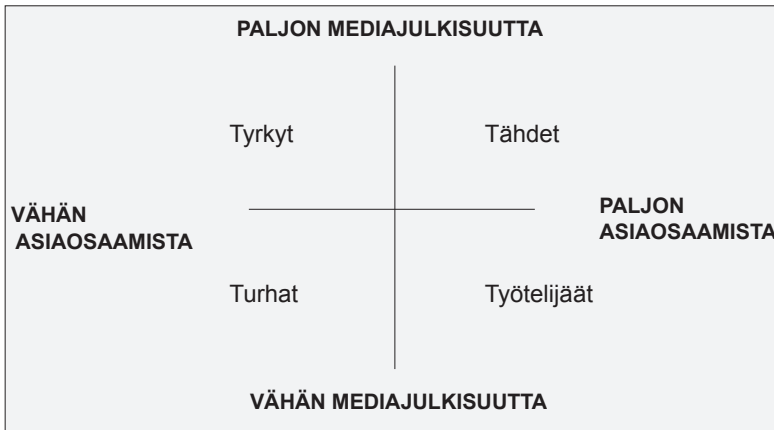 PALJON MEDIAJULKISUUTTA
Tyrkyt
Tähdet
VÄHÄN
ASIAOSAAMISTA
PALJON
ASIAOSAAMISTA
Turhat
Työtelijäät
VÄHÄN MEDIAJULKISUUTTA